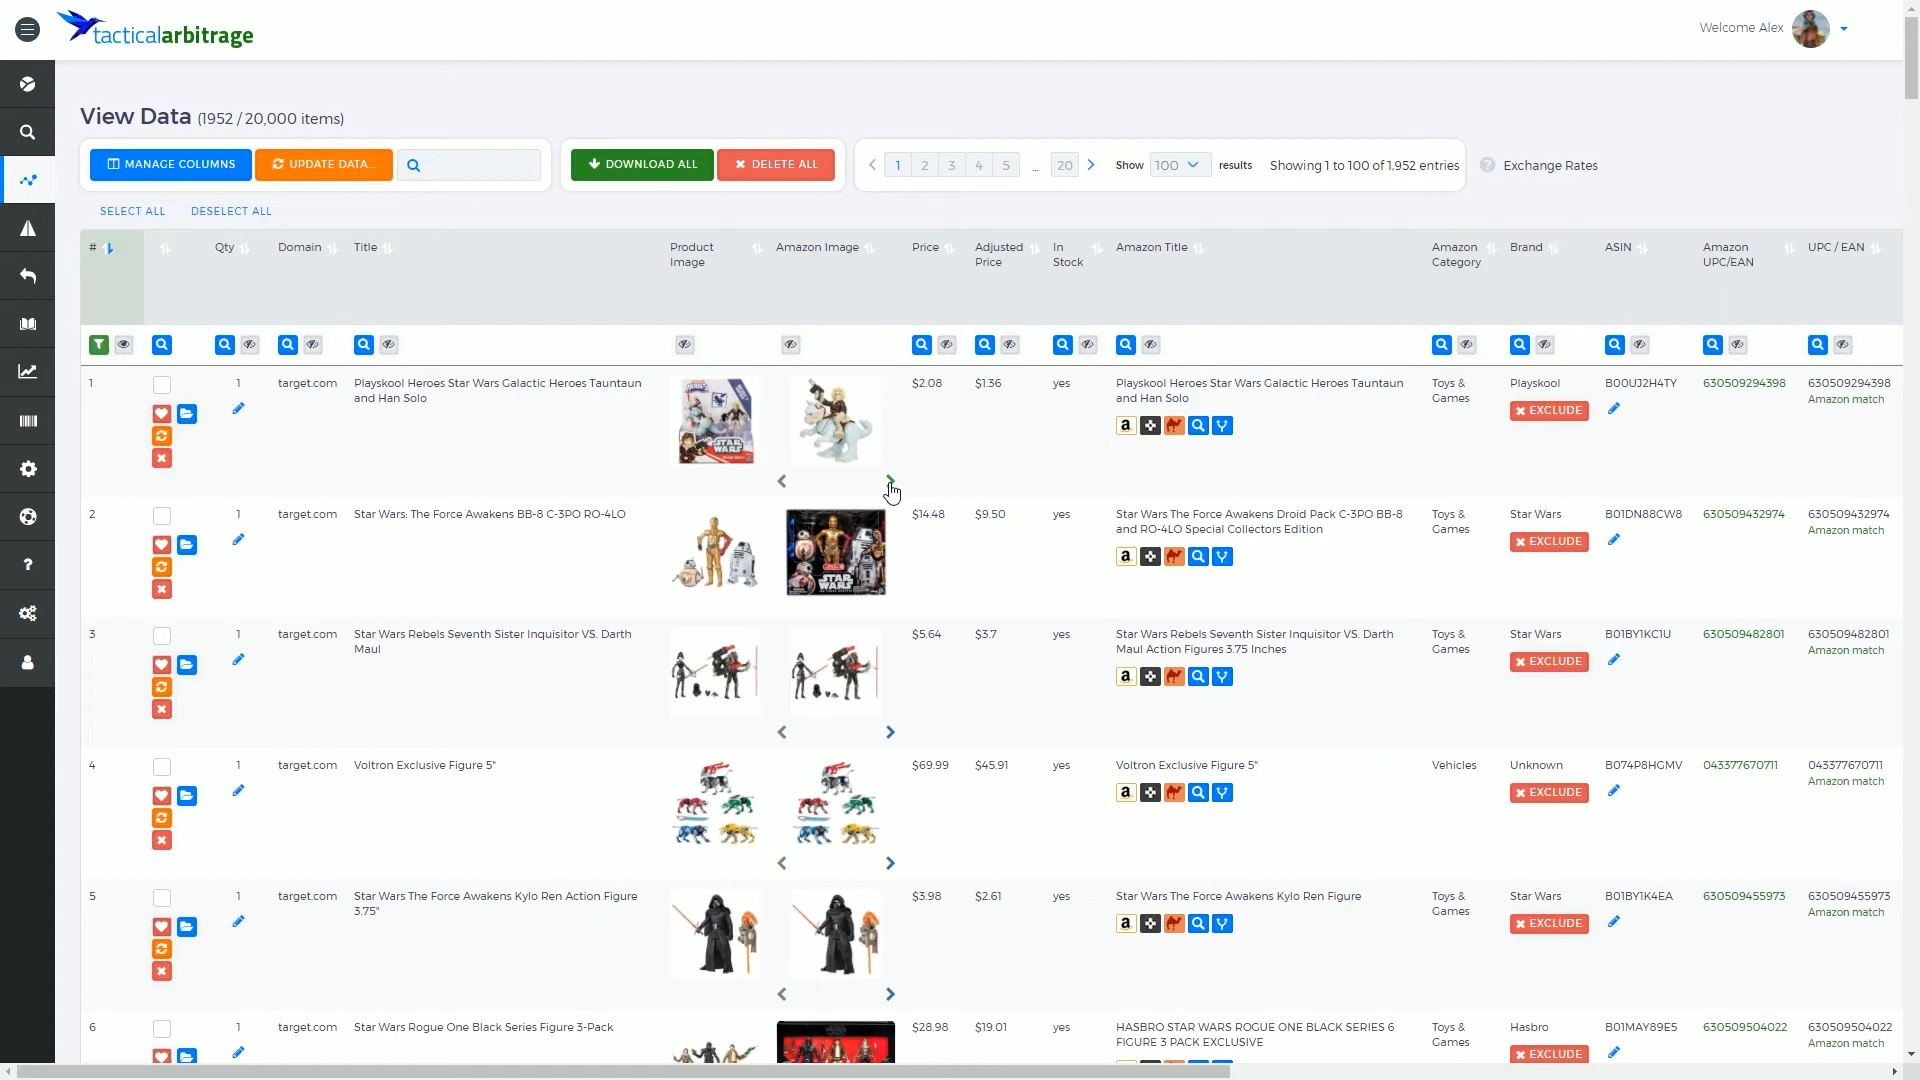 tacticalarbitrage
Welcome Alex
View Data (1952 / 20,000 items)
MANAGE COLUMNS UPDATE DATA... DOWNLOAD ALL DELETE ALL 1 2 3 4 5 ... 20 Show 100 results Showing 1 to 100 of 1,952 entries Exchange Rates
SELECT ALL DESELECT ALL
# Qty Domain Title Product Image Amazon Image Price Adjusted Price In Stock Amazon Title Amazon Category Brand ASIN Amazon UPC/EAN UPC / EAN
1 1 target.com Playskool Heroes Star Wars Galactic Heroes Tauntaun $2.08 $1.36 yes Playskool Heroes Star Wars Galactic Heroes Tauntaun Toys & Playskool B00UJ2H4TY 630509294398 630509294398
and Han Solo and Han Solo Games Amazon match
EXCLUDE
2 1 target.com Star Wars: The Force Awakens BB-8 C-3PO RO-4LO STAR WARS $14.48 $9.50 yes Star Wars The Force Awakens Droid Pack C-3PO BB-8 Toys & Star Wars B01DN88CW8 630509432974 630509432974
and RO-4LO Special Collectors Edition Games Amazon match
EXCLUDE
3 1 target.com Star Wars Rebels Seventh Sister Inquisitor VS. Darth $5.64 $3.7 yes Star Wars Rebels Seventh Sister Inquisitor VS. Darth Toys & Star Wars B01BY1KC1U 630509482801 630509482801
Maul Maul Action Figures 3.75 Inches Games Amazon match
EXCLUDE
4 1 target.com Voltron Exclusive Figure 5" $69.99 $45.91 yes Voltron Exclusive Figure 5" Vehicles Unknown B074P8HGMV 043377670711 043377670711
Amazon match
EXCLUDE
5 1 target.com Star Wars The Force Awakens Kylo Ren Action Figure $3.98 $2.61 yes Star Wars The Force Awakens Kylo Ren Figure Toys & Star Wars B01BY1K4EA 630509455973 630509455973
3.75" Games Amazon match
EXCLUDE
6 1 target.com Star Wars Rogue One Black Series Figure 3-Pack $28.98 $19.01 yes HASBRO STAR WARS ROGUE ONE BLACK SERIES 6 Toys & Hasbro B01MAY89E5 630509504022 630509504022
FIGURE 3 PACK EXCLUSIVE Games Amazon match
EXCLUDE